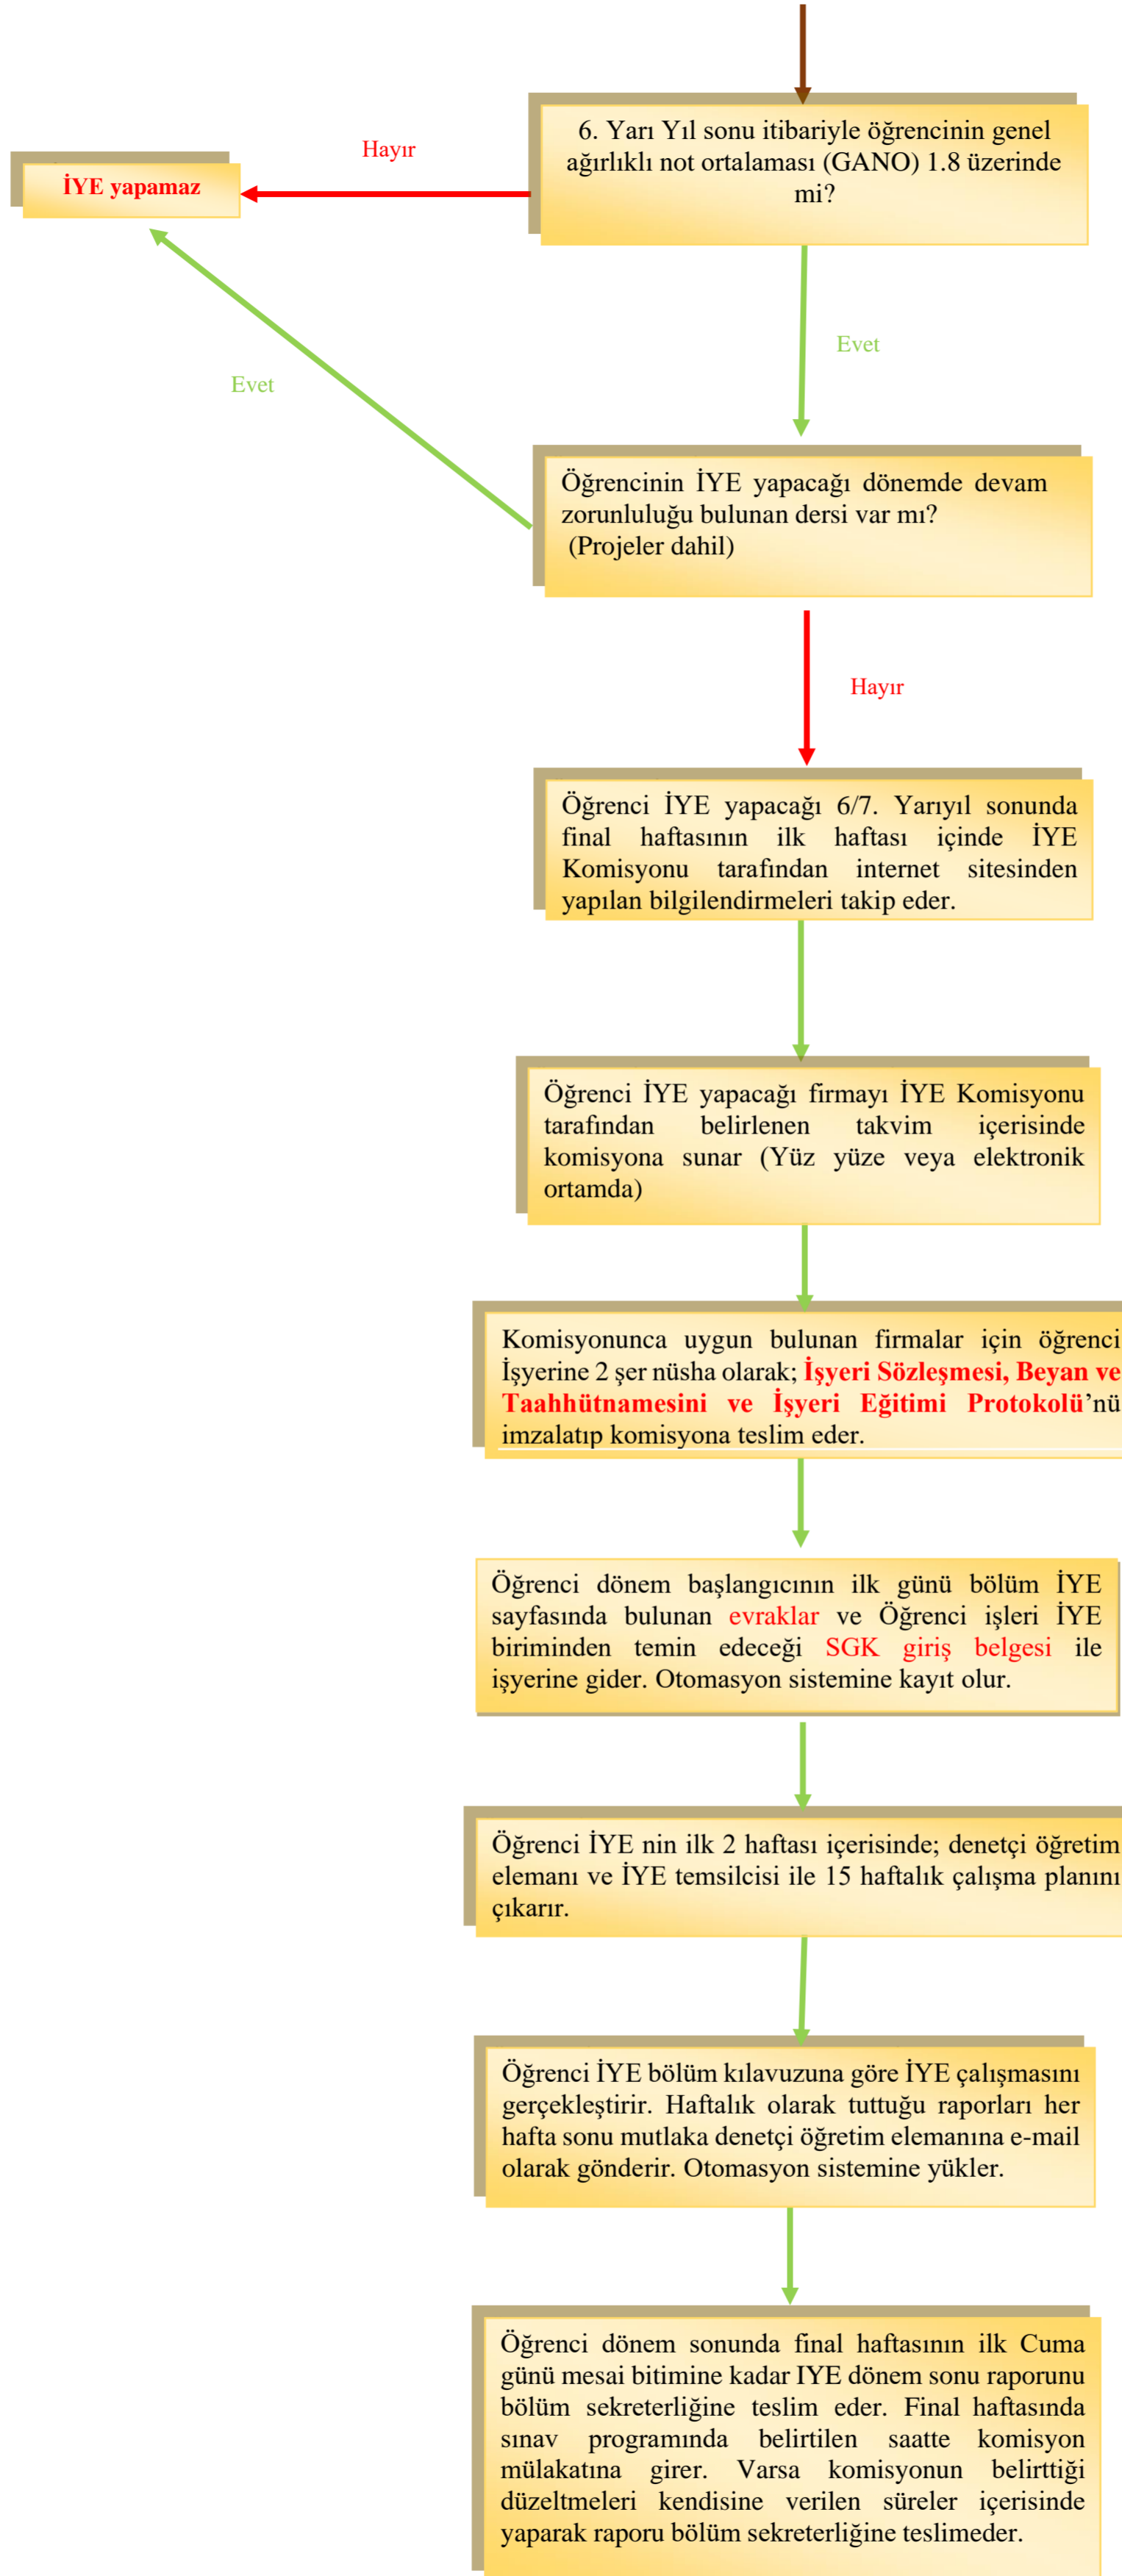 6. Yarı Yıl sonu itibariyle öğrencinin genel
ağırlıklı not ortalaması (GANO) 1.8 üzerinde
mi?
Hayır
İYE yapamaz
Evet
Evet
Öğrencinin İYE yapacağı dönemde devam
zorunluluğu bulunan dersi var mı?
(Projeler dahil)
Hayır
Öğrenci İYE yapacağı 6/7. Yarıyıl sonunda
final haftasının ilk haftası içinde İYE
Komisyonu tarafından internet sitesinden
yapılan bilgilendirmeleri takip eder.
Öğrenci İYE yapacağı firmayı İYE Komisyonu
tarafından belirlenen takvim içerisinde
komisyona sunar (Yüz yüze veya elektronik
ortamda)
Komisyonunca uygun bulunan firmalar için öğrenci
İşyerine 2 şer nüsha olarak; İşyeri Sözleşmesi, Beyan ve
Taahhütnamesini ve İşyeri Eğitimi Protokolü’nü
imzalatıp komisyona teslim eder.
Öğrenci dönem başlangıcının ilk günü bölüm İYE
sayfasında bulunan evraklar ve Öğrenci işleri İYE
biriminden temin edeceği SGK giriş belgesi ile
işyerine gider. Otomasyon sistemine kayıt olur.
Öğrenci İYE nin ilk 2 haftası içerisinde; denetçi öğretim
elemanı ve İYE temsilcisi ile 15 haftalık çalışma planını
çıkarır.
Öğrenci İYE bölüm kılavuzuna göre İYE çalışmasını
gerçekleştirir. Haftalık olarak tuttuğu raporları her
hafta sonu mutlaka denetçi öğretim elemanına e-mail
olarak gönderir. Otomasyon sistemine yükler.
Öğrenci dönem sonunda final haftasının ilk Cuma
günü mesai bitimine kadar IYE dönem sonu raporunu
bölüm sekreterliğine teslim eder. Final haftasında
sınav programında belirtilen saatte komisyon
mülakatına girer. Varsa komisyonun belirttiği
düzeltmeleri kendisine verilen süreler içerisinde
yaparak raporu bölüm sekreterliğine teslimeder.